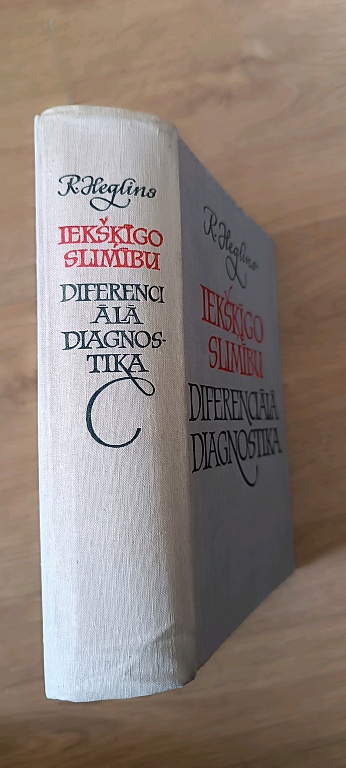 R. Heglins
IEKŠĶĪGO
SLIMĪBU
DIFERENCI
ĀLĀ
DIAGNOS-
TIKA
R. Heglins
IEKŠĶĪGO
SLIMĪBU
DIFERENCIĀLĀ
DIAGNOSTIKA